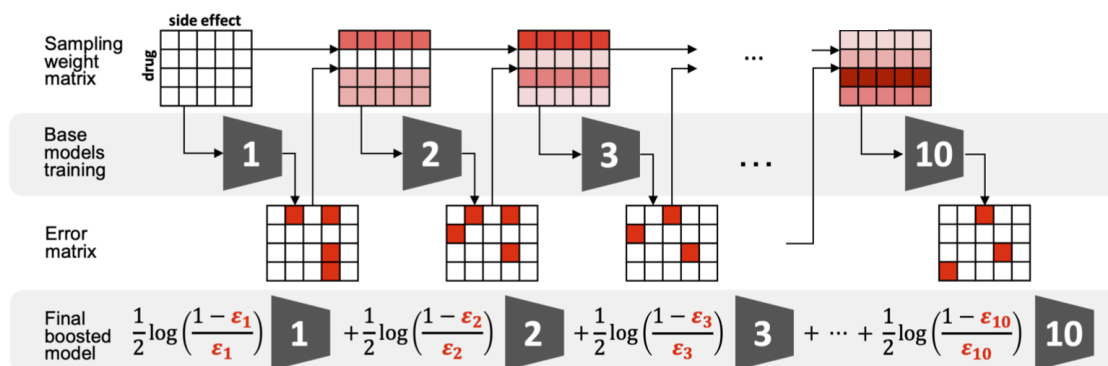 side effect
Sampling
weight
matrix
drug
...
Base
models
training
1
2
3
...
10
Error
matrix
Final
boosted
model
1/2 log((1 − ε₁)/ε₁) 1 + 1/2 log((1 − ε₂)/ε₂) 2 + 1/2 log((1 − ε₃)/ε₃) 3 + ⋯ + 1/2 log((1 − ε₁₀)/ε₁₀) 10